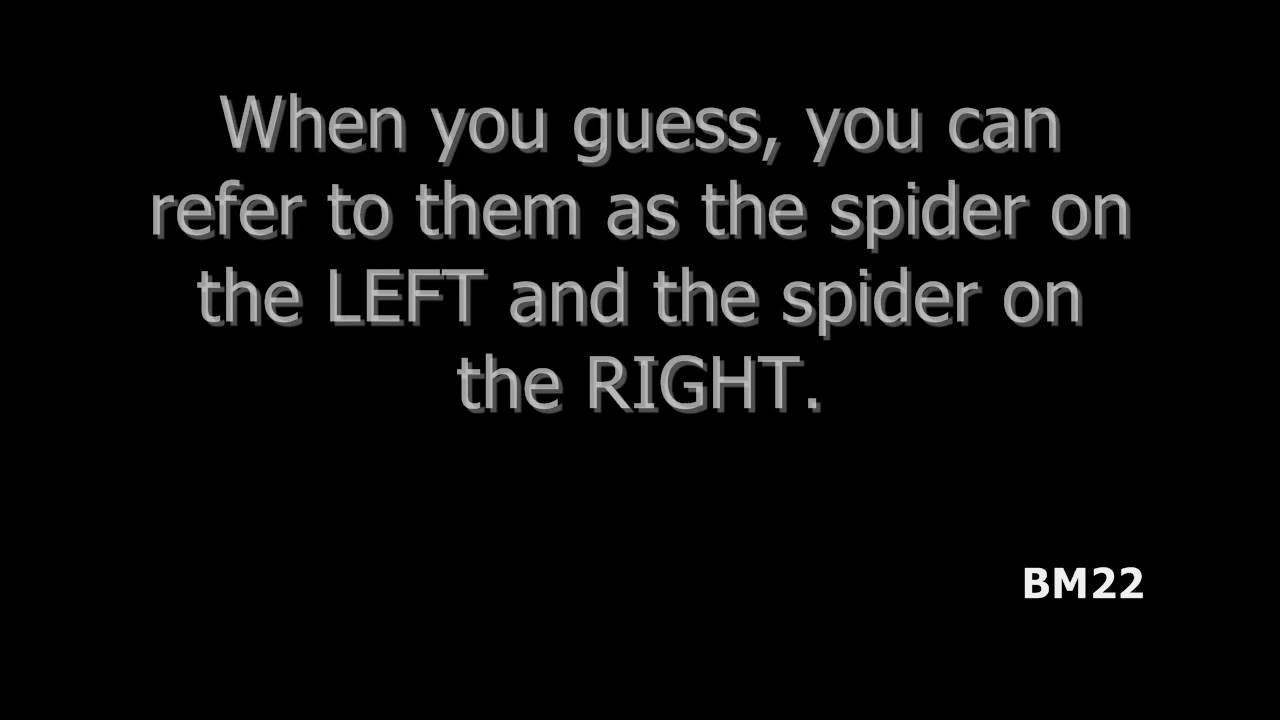 When you guess, you can
refer to them as the spider on
the LEFT and the spider on
the RIGHT.
BM22